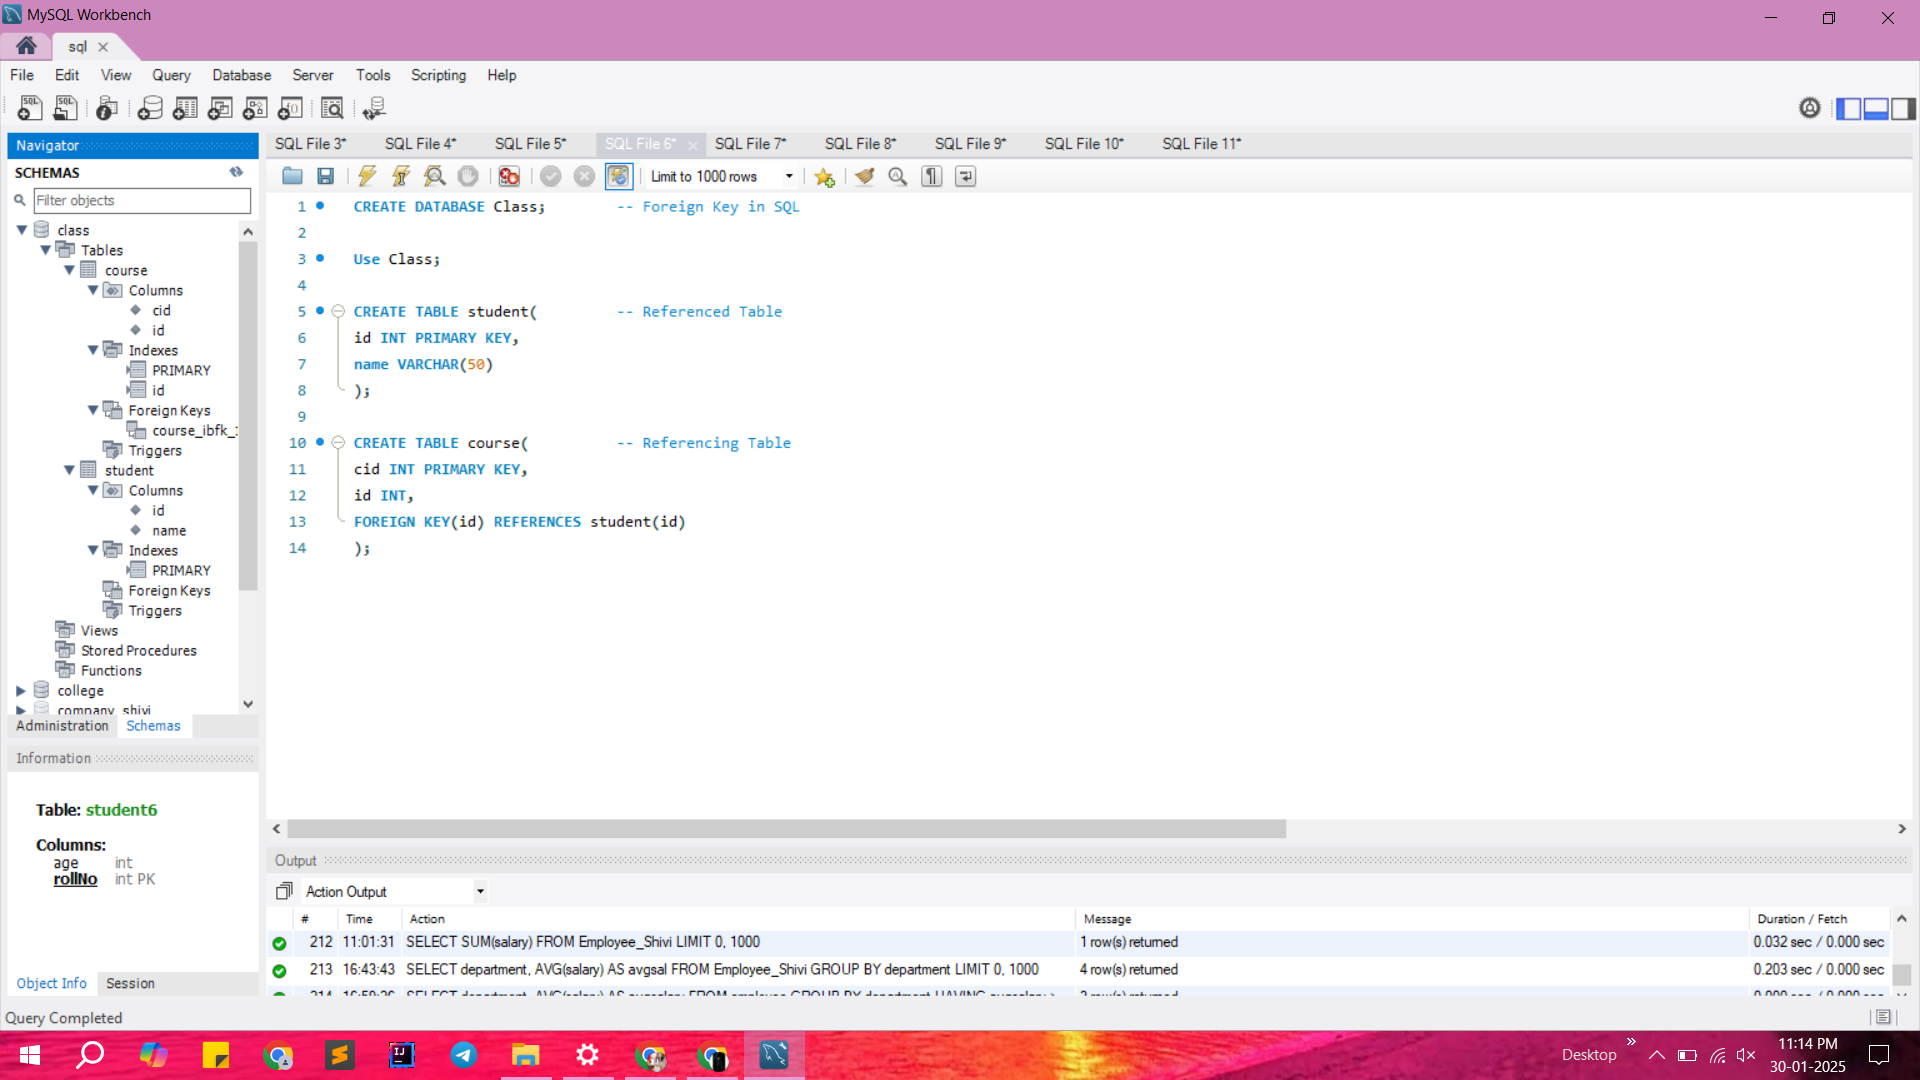 MySQL Workbench
sql
File Edit View Query Database Server Tools Scripting Help
Navigator
SCHEMAS
Filter objects
class
Tables
course
Columns
cid
id
Indexes
PRIMARY
id
Foreign Keys
course_ibfk_
Triggers
student
Columns
id
name
Indexes
PRIMARY
Foreign Keys
Triggers
Views
Stored Procedures
Functions
college
company_shivi
Administration Schemas
Information
Table: student6
Columns:
age int
rollNo int PK
Object Info Session
SQL File 3* SQL File 4* SQL File 5* SQL File 6* SQL File 7* SQL File 8* SQL File 9* SQL File 10* SQL File 11*
Limit to 1000 rows
1 CREATE DATABASE Class; -- Foreign Key in SQL
2
3 Use Class;
4
5 CREATE TABLE student( -- Referenced Table
6 id INT PRIMARY KEY,
7 name VARCHAR(50)
8 );
9
10 CREATE TABLE course( -- Referencing Table
11 cid INT PRIMARY KEY,
12 id INT,
13 FOREIGN KEY(id) REFERENCES student(id)
14 );
Output
Action Output
# Time Action Message Duration / Fetch
212 11:01:31 SELECT SUM(salary) FROM Employee_Shivi LIMIT 0, 1000 1 row(s) returned 0.032 sec / 0.000 sec
213 16:43:43 SELECT department, AVG(salary) AS avgsal FROM Employee_Shivi GROUP BY department LIMIT 0, 1000 4 row(s) returned 0.203 sec / 0.000 sec
Query Completed
Desktop
11:14 PM
30-01-2025